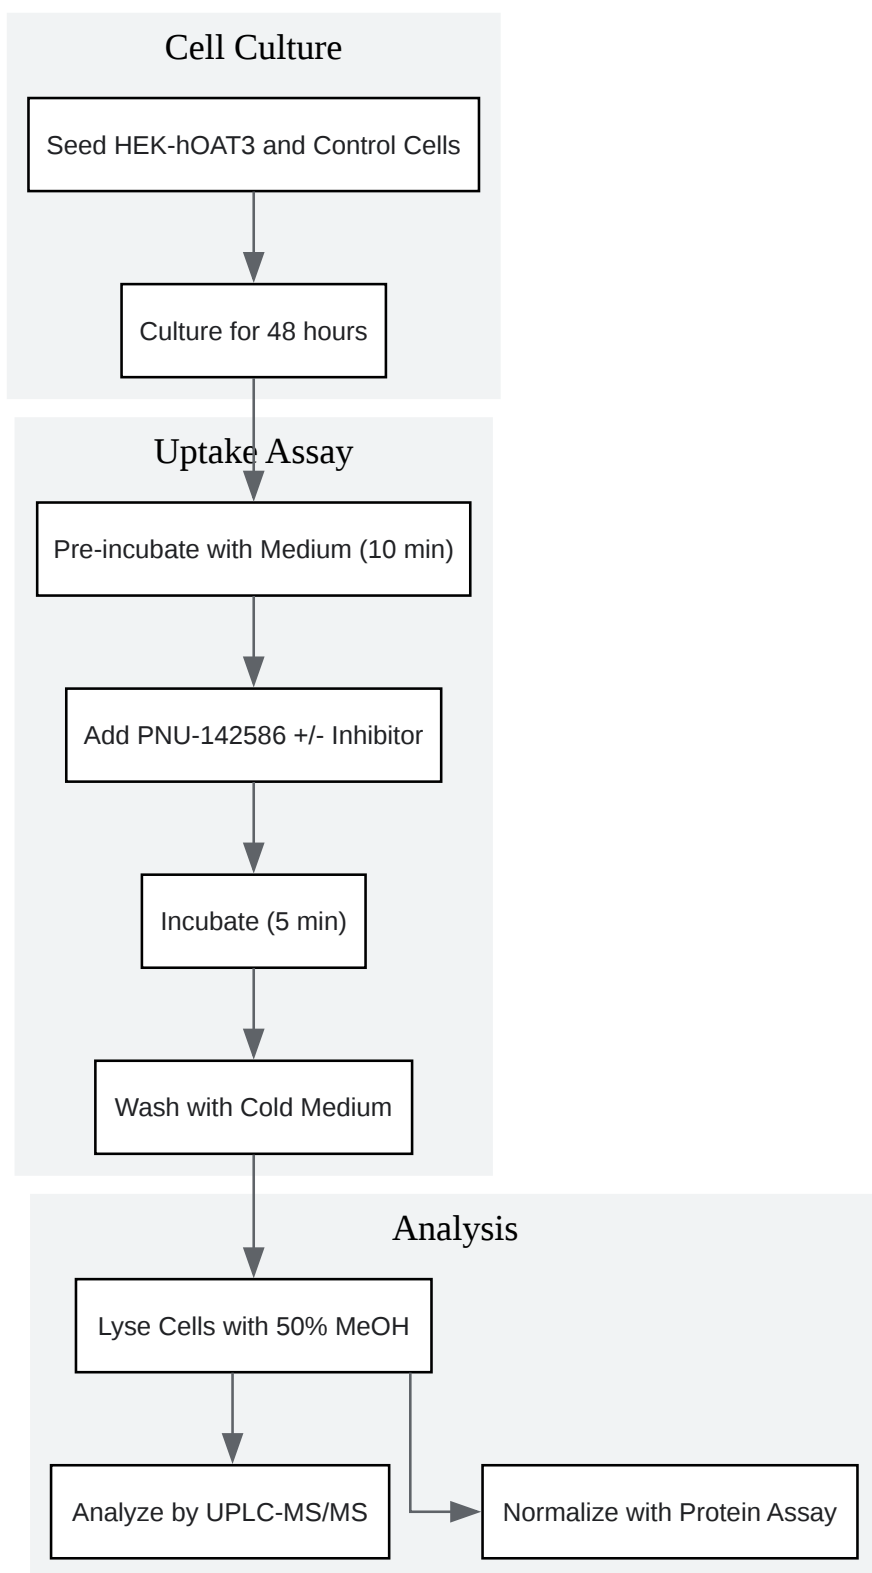 Cell Culture
Seed HEK-hOAT3 and Control Cells
Culture for 48 hours
Uptake Assay
Pre-incubate with Medium (10 min)
Add PNU-142586 +/- Inhibitor
Incubate (5 min)
Wash with Cold Medium
Analysis
Lyse Cells with 50% MeOH
Analyze by UPLC-MS/MS
Normalize with Protein Assay